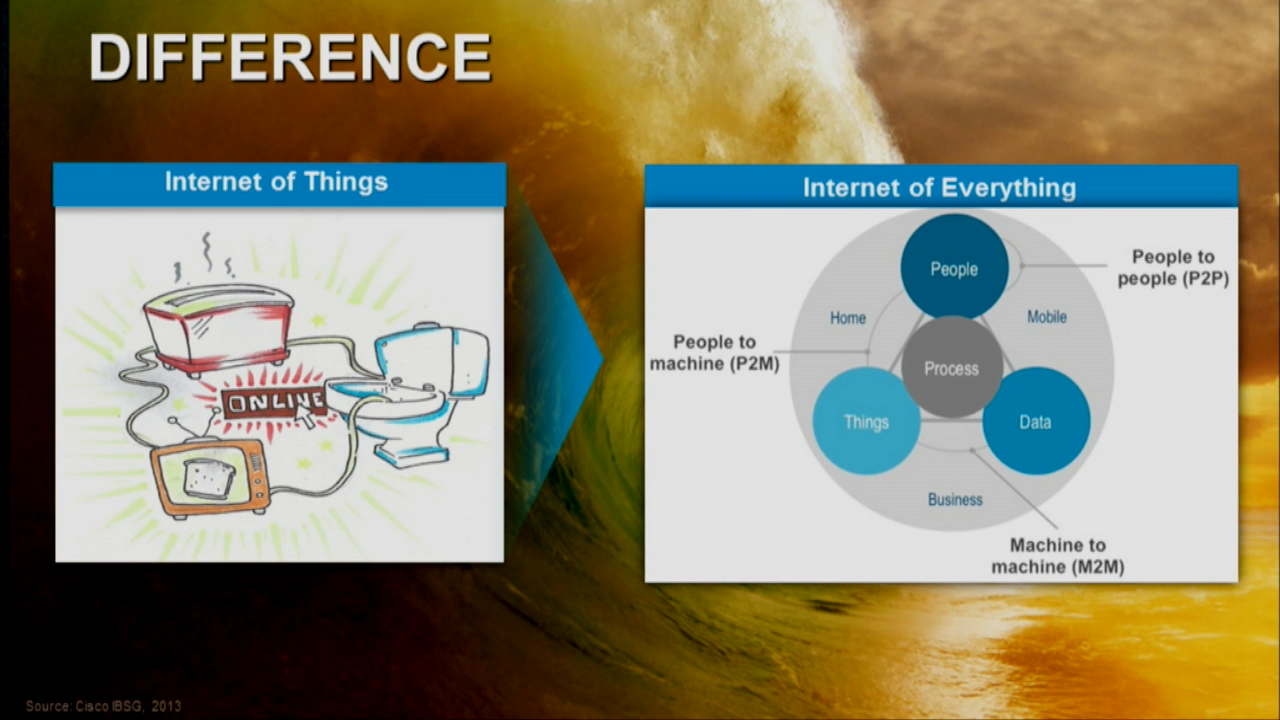 DIFFERENCE
Internet of Things
ONLINE
Internet of Everything
People
People to
people (P2P)
Home
Mobile
People to
machine (P2M)
Process
Things
Data
Business
Machine to
machine (M2M)
Source: Cisco IBSG, 2013